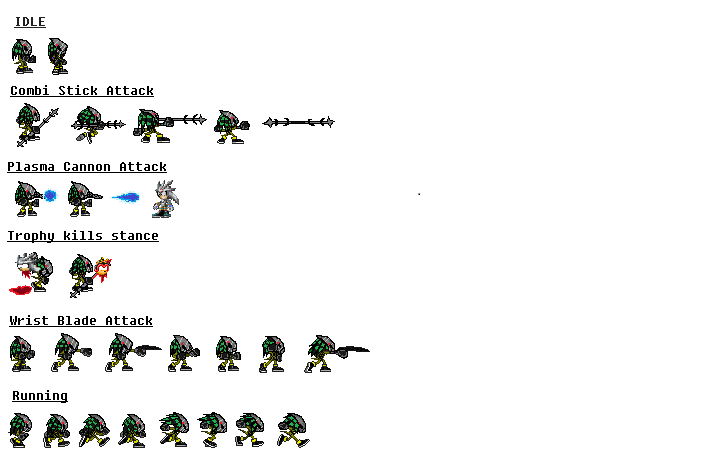 IDLE
Combi Stick Attack
Plasma Cannon Attack
Trophy kills stance
Wrist Blade Attack
Running